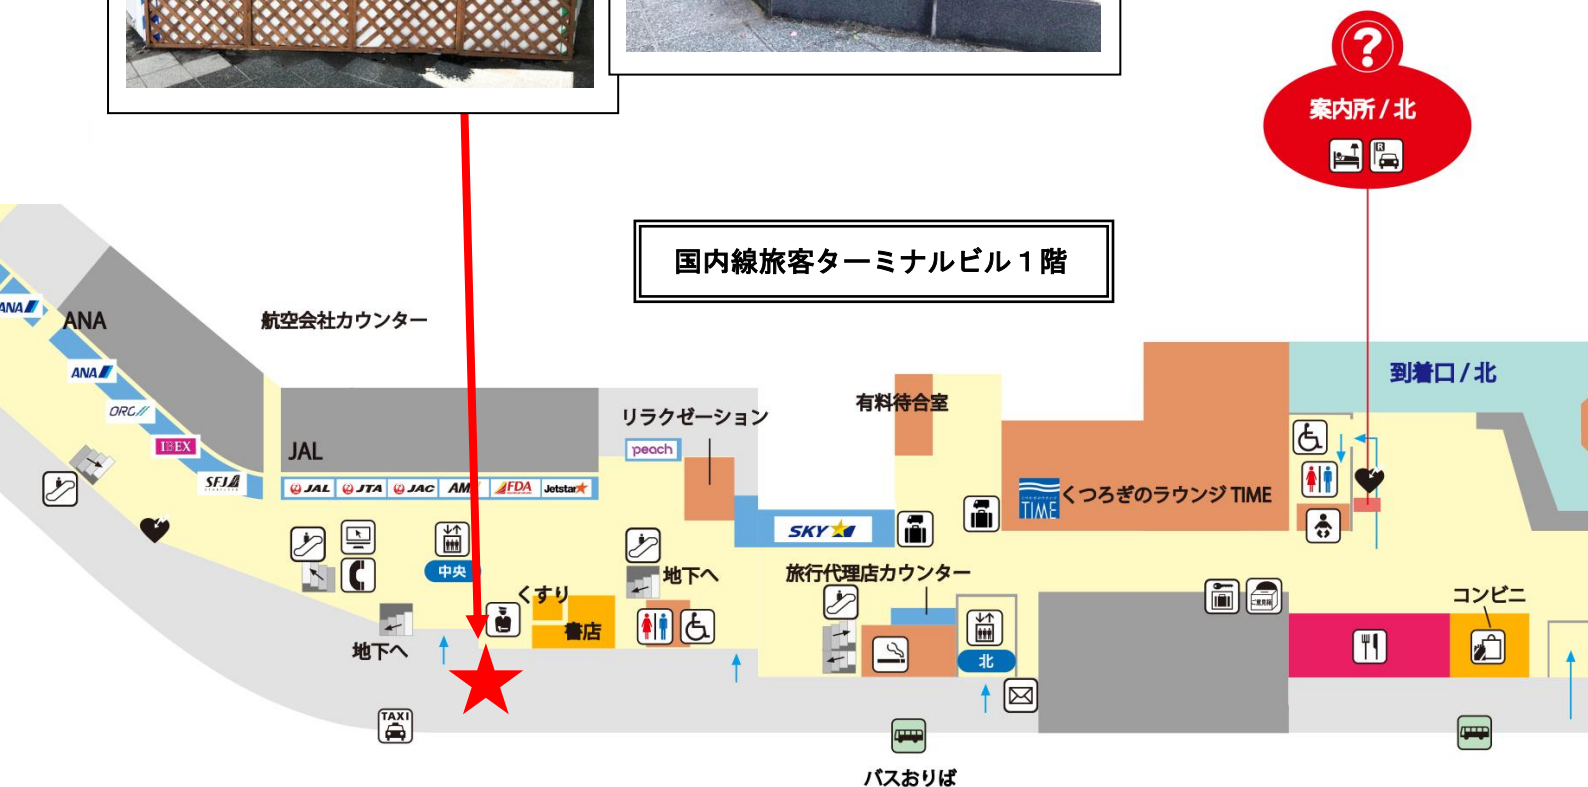 ?
案内所 / 北
R
国内線旅客ターミナルビル１階
ANA
ANA
航空会社カウンター
到着口 / 北
ANA
ORC
有料待合室
リラクゼーション
IBEX
JAL
peach
SFJ
JAL
JTA
JAC
AMX
FDA
Jetstar
くつろぎのラウンジ TIME
TIME
SKY
中央
地下へ
旅行代理店カウンター
くすり
コンビニ
書店
地下へ
北
TAXI
バスおりば